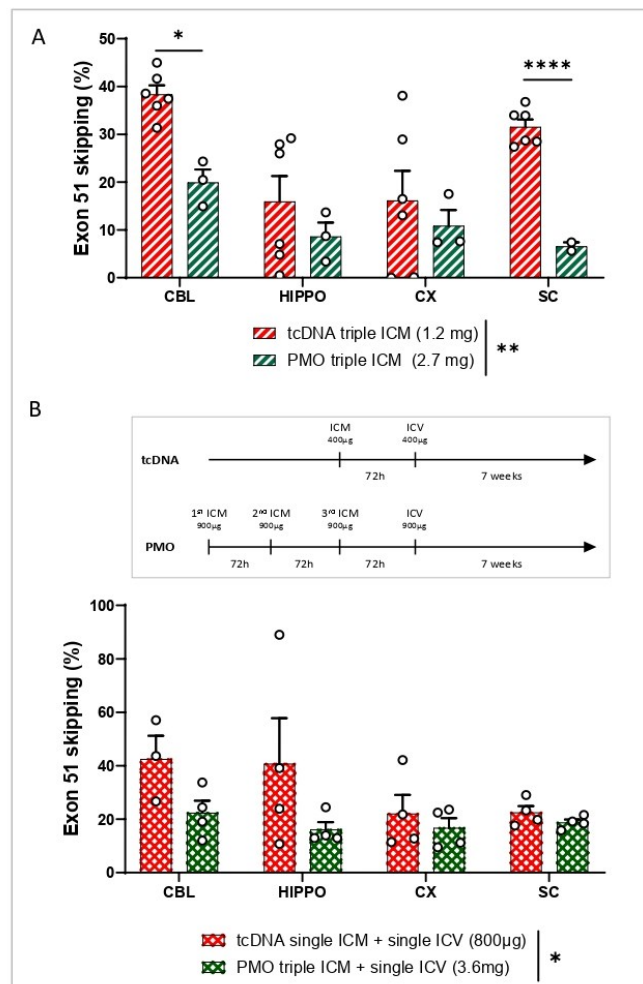 A
Exon 51 skipping (%)
50
40
30
20
10
0
*
****
CBL HIPPO CX SC
tcDNA triple ICM (1.2 mg)
PMO triple ICM (2.7 mg)
**
B
ICM ICV
400µg 400µg
tcDNA
72h 7 weeks
1st ICM 2nd ICM 3rd ICM ICV
900µg 900µg 900µg 900µg
PMO
72h 72h 72h 7 weeks
Exon 51 skipping (%)
100
80
60
40
20
0
CBL HIPPO CX SC
tcDNA single ICM + single ICV (800µg)
PMO triple ICM + single ICV (3.6mg)
*